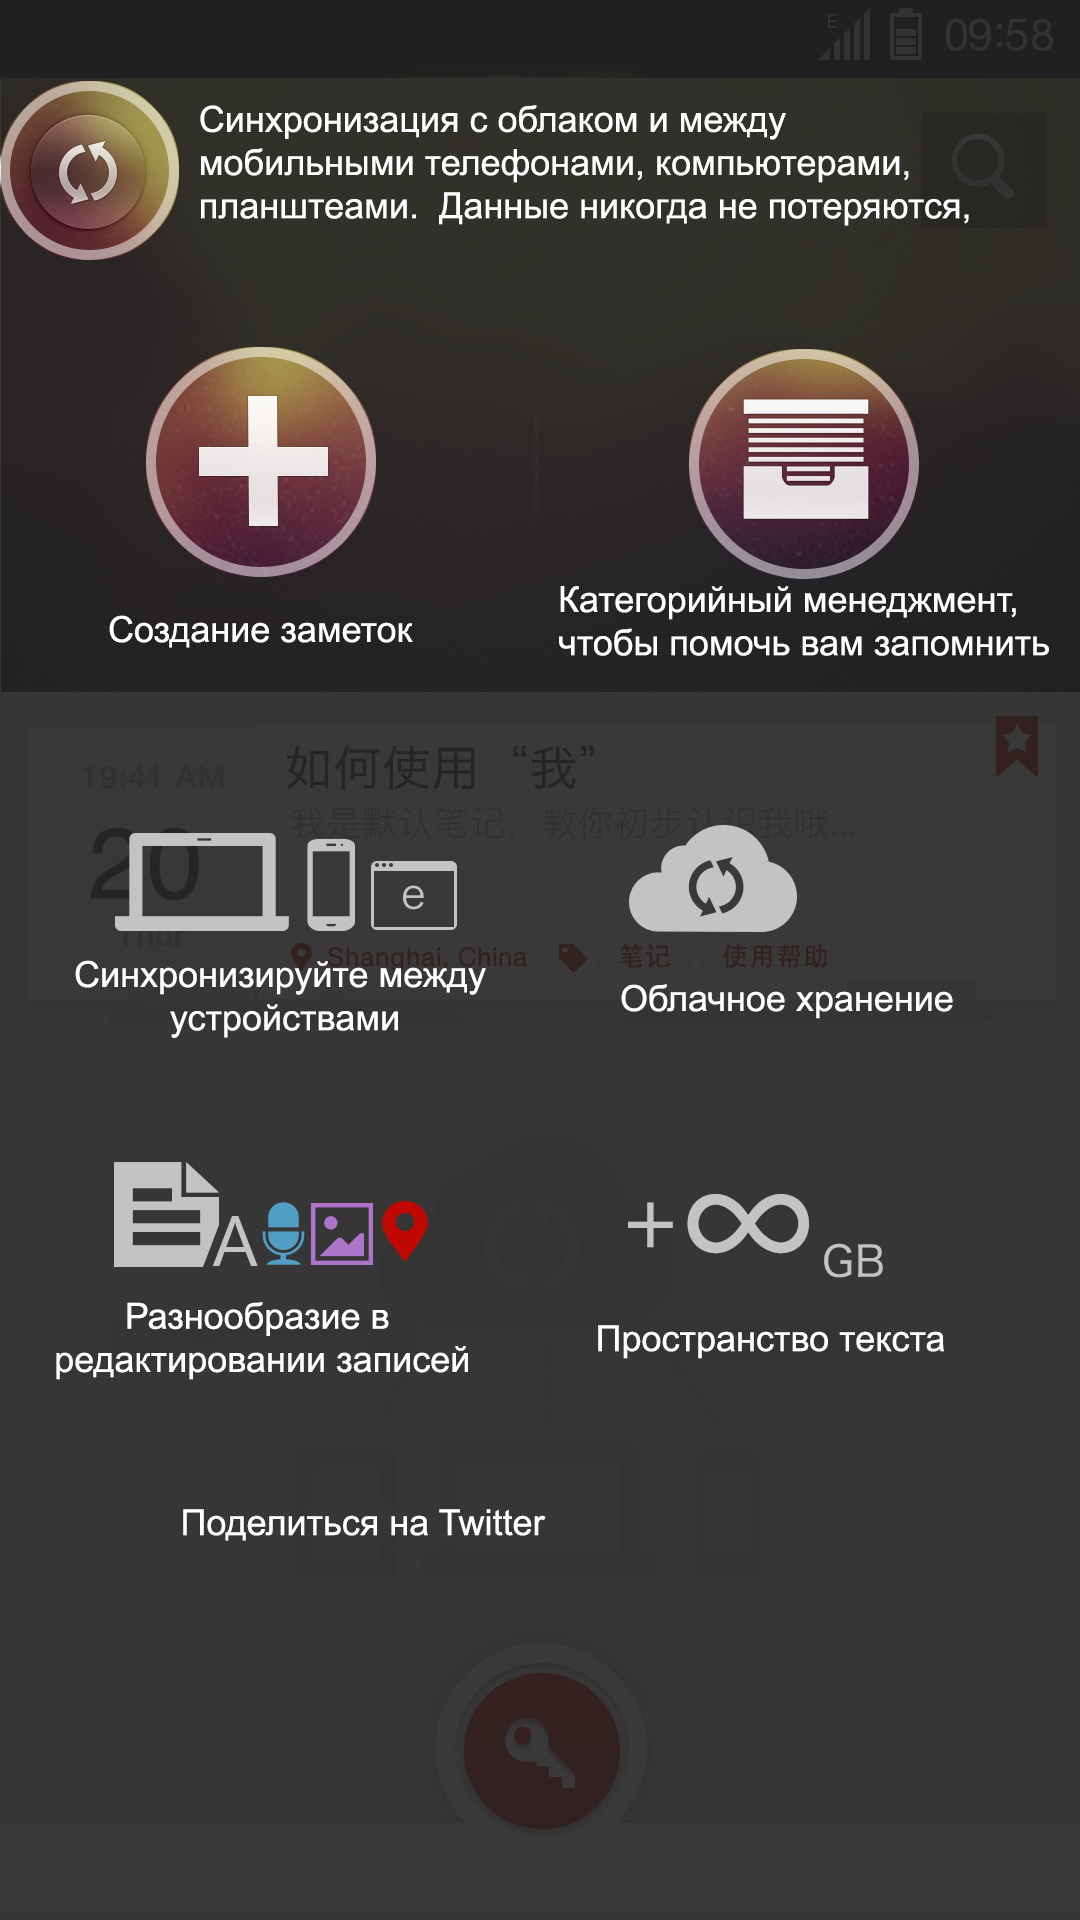 E 09:58
Синхронизация с облаком и между
мобильными телефонами, компьютерами,
планштеами. Данные никогда не потеряются,
Создание заметок
Категорийный менеджмент,
чтобы помочь вам запомнить
19:41 AM
如何使用 “我”
我是默认笔记，教你初步认识我哦...
20
Thur
e
Shanghai, China
笔记
使用帮助
Синхронизируйте между
устройствами
Облачное хранение
A
+∞ GB
Разнообразие в
редактировании записей
Пространство текста
Поделиться на Twitter